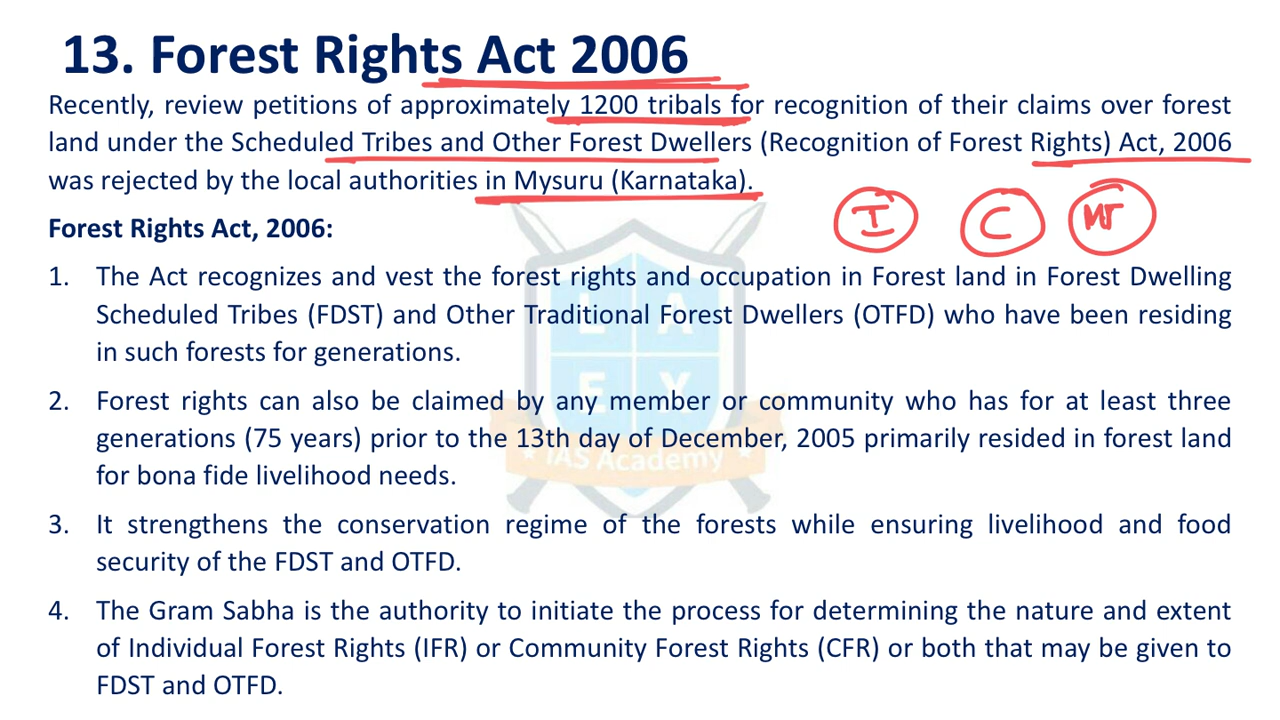 13. Forest Rights Act 2006
Recently, review petitions of approximately 1200 tribals for recognition of their claims over forest
land under the Scheduled Tribes and Other Forest Dwellers (Recognition of Forest Rights) Act, 2006
was rejected by the local authorities in Mysuru (Karnataka).
I C
Forest Rights Act, 2006:
1. The Act recognizes and vest the forest rights and occupation in Forest land in Forest Dwelling
Scheduled Tribes (FDST) and Other Traditional Forest Dwellers (OTFD) who have been residing
in such forests for generations.
2. Forest rights can also be claimed by any member or community who has for at least three
generations (75 years) prior to the 13th day of December, 2005 primarily resided in forest land
for bona fide livelihood needs.
3. It strengthens the conservation regime of the forests while ensuring livelihood and food
security of the FDST and OTFD.
4. The Gram Sabha is the authority to initiate the process for determining the nature and extent
of Individual Forest Rights (IFR) or Community Forest Rights (CFR) or both that may be given to
FDST and OTFD.
L A
E X
IAS Academy